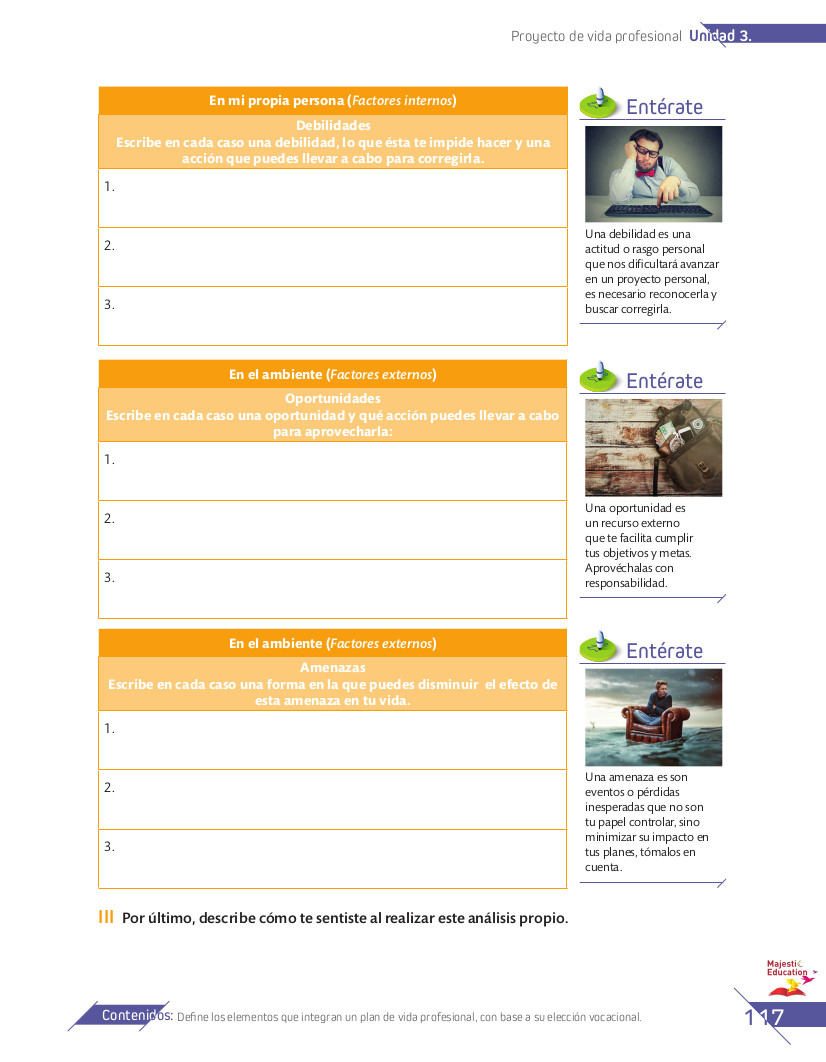 Proyecto de vida profesional Unidad 3.
En mi propia persona (Factores internos)
Debilidades
Escribe en cada caso una debilidad, lo que ésta te impide hacer y una
acción que puedes llevar a cabo para corregirla.
1.
2.
3.
Entérate
Una debilidad es una
actitud o rasgo personal
que nos dificultará avanzar
en un proyecto personal,
es necesario reconocerla y
buscar corregirla.
En el ambiente (Factores externos)
Oportunidades
Escribe en cada caso una oportunidad y qué acción puedes llevar a cabo
para aprovecharla:
1.
2.
3.
Entérate
Una oportunidad es
un recurso externo
que te facilita cumplir
tus objetivos y metas.
Aprovéchalas con
responsabilidad.
En el ambiente (Factores externos)
Amenazas
Escribe en cada caso una forma en la que puedes disminuir el efecto de
esta amenaza en tu vida.
1.
2.
3.
Entérate
Una amenaza es son
eventos o pérdidas
inesperadas que no son
tu papel controlar, sino
minimizar su impacto en
tus planes, tómalos en
cuenta.
III Por último, describe cómo te sentiste al realizar este análisis propio.
Majestic
Education
Contenidos: Define los elementos que integran un plan de vida profesional, con base a su elección vocacional.
117